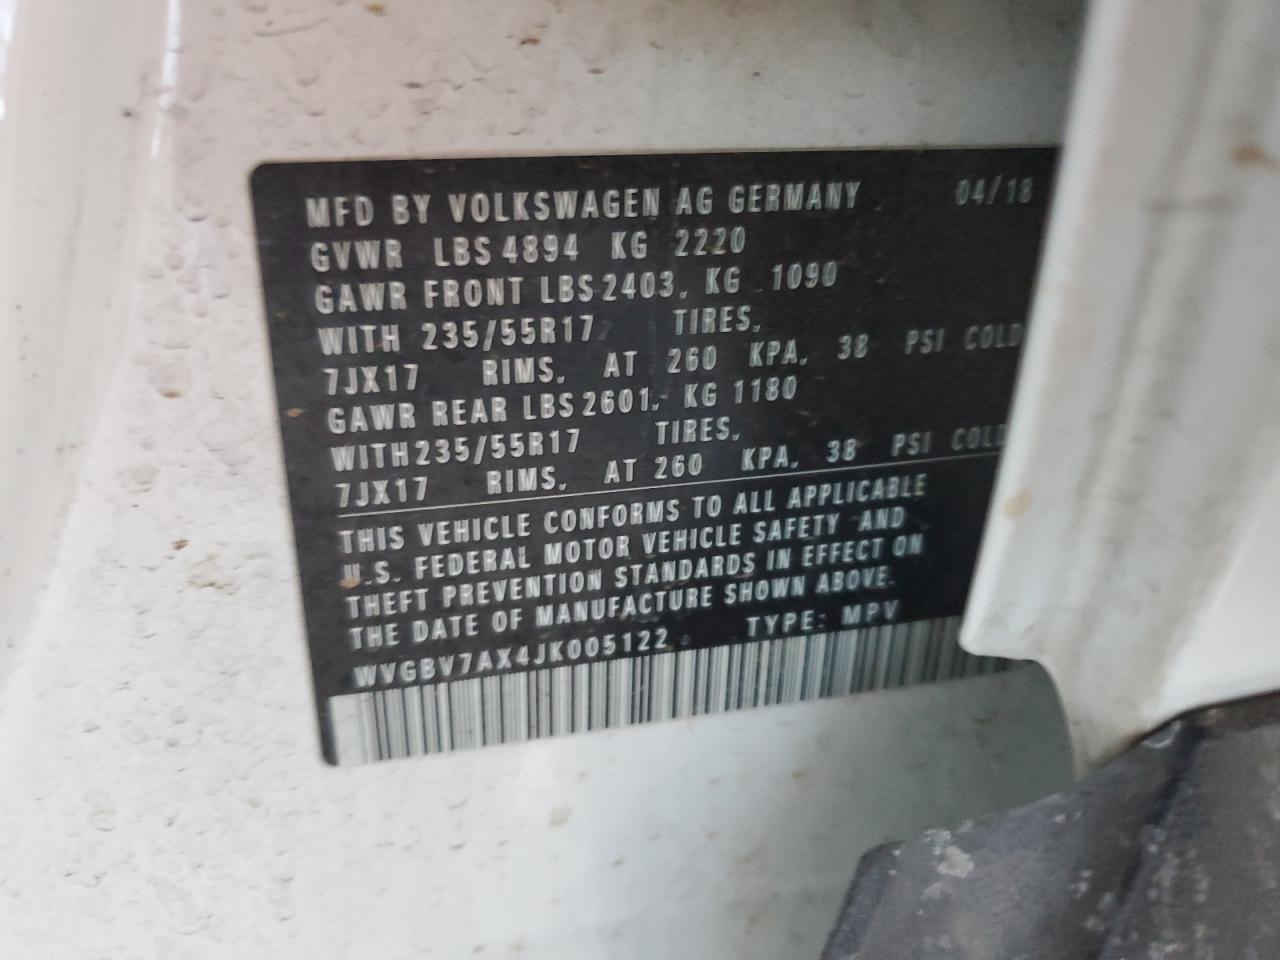 MFD BY VOLKSWAGEN AG GERMANY 04/18
GVWR LBS 4894 KG 2220
GAWR FRONT LBS 2403, KG 1090
WITH 235/55R17 TIRES,
7JX17 RIMS, AT 260 KPA, 38 PSI COLD
GAWR REAR LBS 2601, KG 1180
WITH 235/55R17 TIRES,
7JX17 RIMS, AT 260 KPA, 38 PSI COLD
THIS VEHICLE CONFORMS TO ALL APPLICABLE
U.S. FEDERAL MOTOR VEHICLE SAFETY AND
THEFT PREVENTION STANDARDS IN EFFECT ON
THE DATE OF MANUFACTURE SHOWN ABOVE.
WVGBV7AX4JK005122 TYPE: MPV